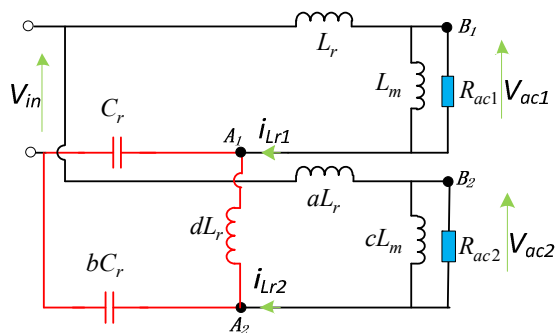 L_r
B_1
V_in
L_m
R_ac1
V_ac1
C_r
A_1
i_Lr1
B_2
aL_r
dL_r
cL_m
R_ac2
V_ac2
bC_r
i_Lr2
A_2